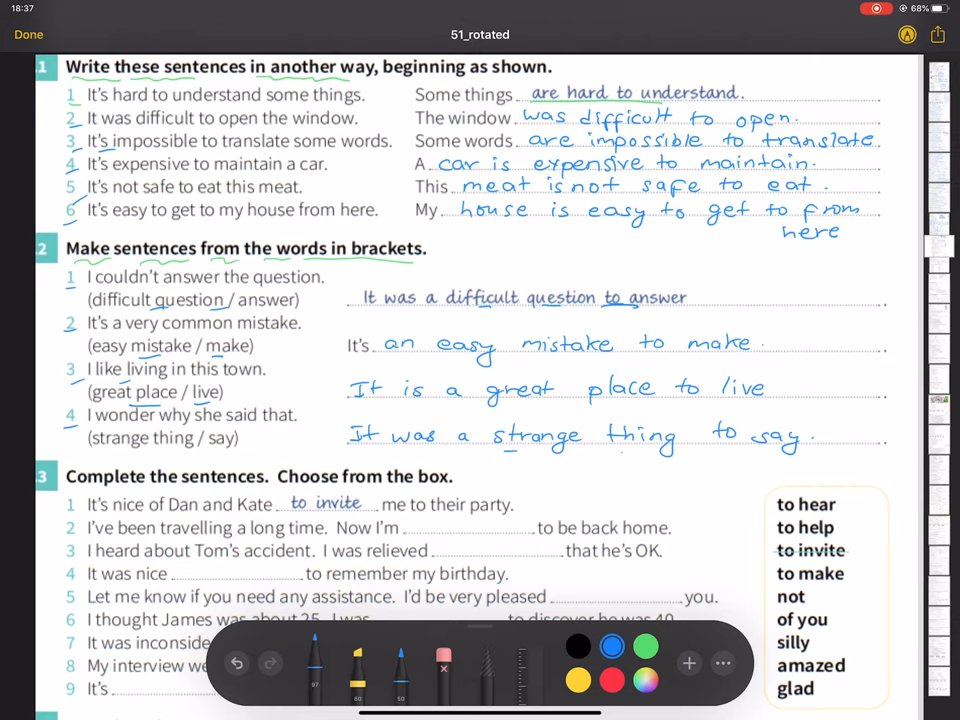 18:37
68%
Done
51_rotated
.1 Write these sentences in another way, beginning as shown.
1 It's hard to understand some things. Some things are hard to understand.
2 It was difficult to open the window. The window was difficult to open.
3 It's impossible to translate some words. Some words are impossible to translate.
4 It's expensive to maintain a car. A car is expensive to maintain.
5 It's not safe to eat this meat. This meat is not safe to eat.
6 It's easy to get to my house from here. My house is easy to get to from
here
.2 Make sentences from the words in brackets.
1 I couldn't answer the question.
(difficult question / answer) It was a difficult question to answer.
2 It's a very common mistake.
(easy mistake / make) It's an easy mistake to make.
3 I like living in this town.
(great place / live) It is a great place to live.
4 I wonder why she said that.
(strange thing / say) It was a strange thing to say.
.3 Complete the sentences. Choose from the box.
1 It's nice of Dan and Kate to invite me to their party.
2 I've been travelling a long time. Now I'm to be back home.
3 I heard about Tom's accident. I was relieved that he's OK.
4 It was nice to remember my birthday.
5 Let me know if you need any assistance. I'd be very pleased you.
6 I thought James was about 25. I was to discover he was 40.
7 It was
8 My interview
9 It's
to hear
to help
to invite
to make
not
of you
silly
amazed
glad
97
60
50